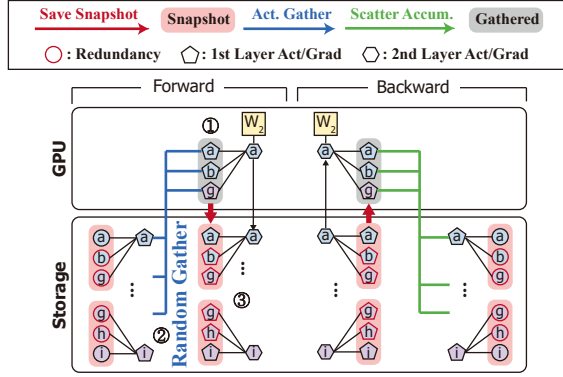 Save Snapshot Snapshot Act. Gather Scatter Accum. Gathered
: Redundancy : 1st Layer Act/Grad : 2nd Layer Act/Grad
Forward Backward
GPU
① W2 W2
a a a a
b b
g g
Storage
Random Gather
a a a a a a a a
b b b b
g g g g
... ... ... ...
② ③
g g g g
h h h h
i i i i i i i i